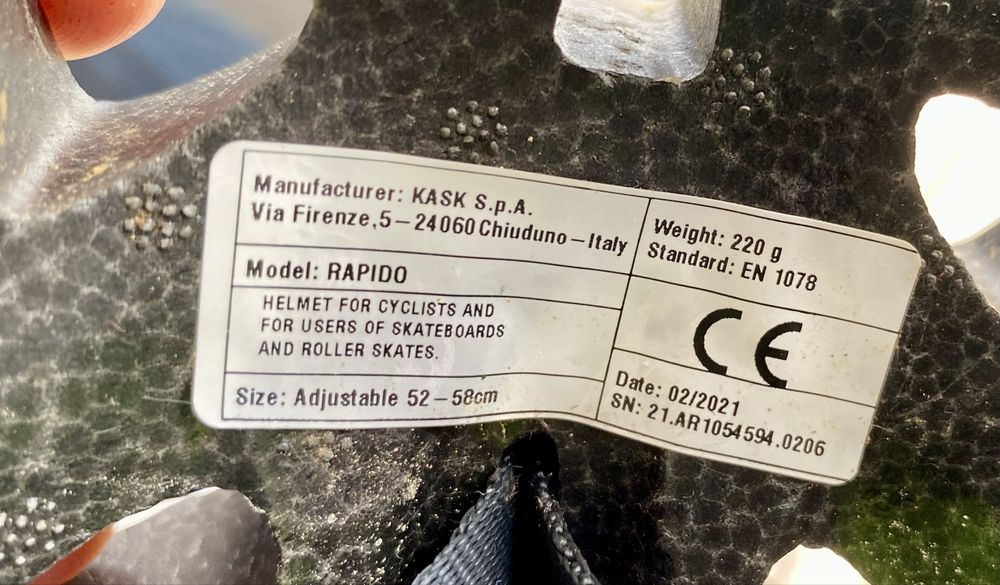 Manufacturer: KASK S.p.A.
Via Firenze,5 – 24060 Chiuduno – Italy
Model: RAPIDO
HELMET FOR CYCLISTS AND
FOR USERS OF SKATEBOARDS
AND ROLLER SKATES.
Size: Adjustable 52 – 58cm
Weight: 220 g
Standard: EN 1078
CE
Date: 02/2021
SN: 21.AR1054594.0206